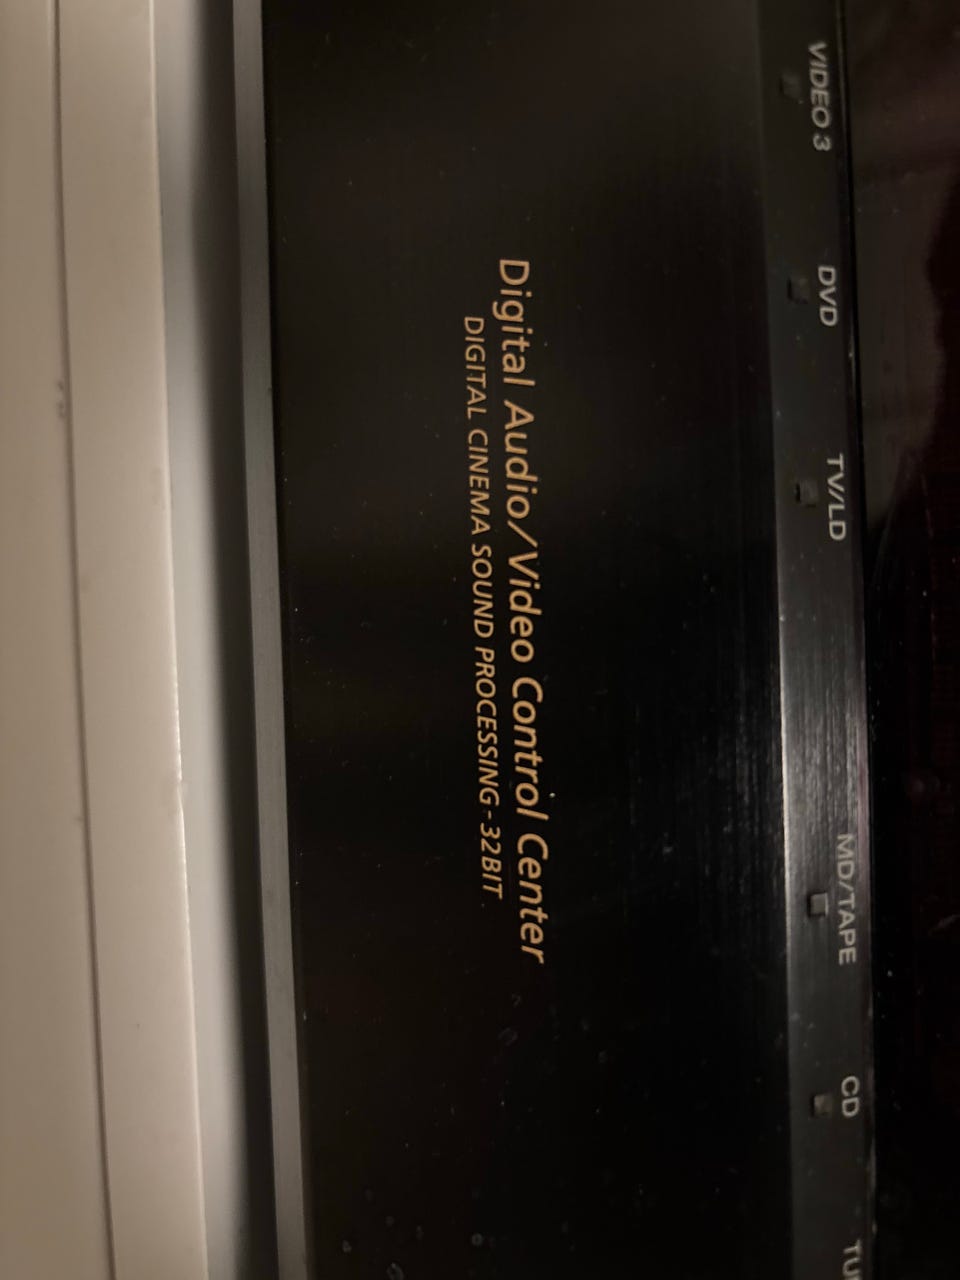 VIDEO 3
DVD
TV/LD
MD/TAPE
CD
Digital Audio/Video Control Center
DIGITAL CINEMA SOUND PROCESSING-32BIT